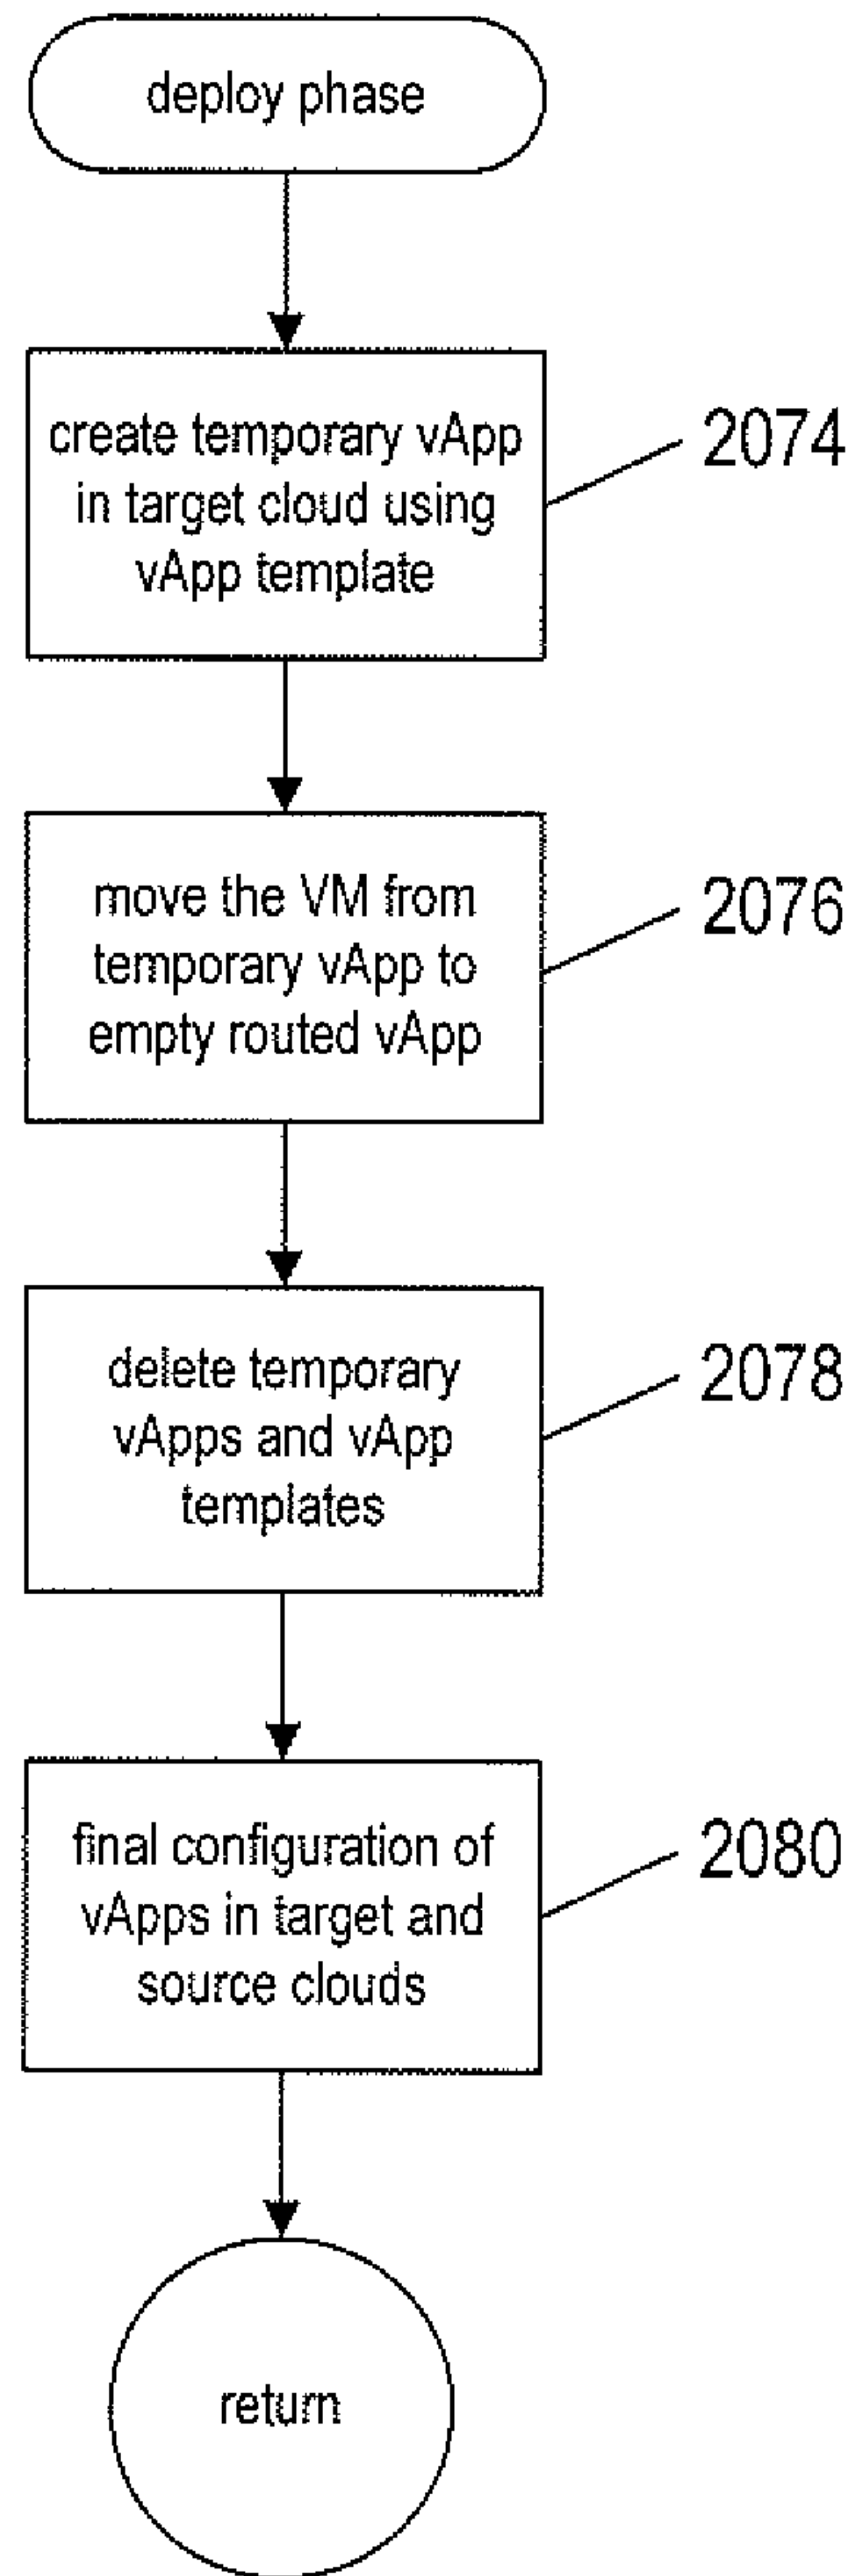 deploy phase
create temporary vApp
in target cloud using
vApp template
2074
move the VM from
temporary vApp to
empty routed vApp
2076
delete temporary
vApps and vApp
templates
2078
final configuration of
vApps in target and
source clouds
2080
return